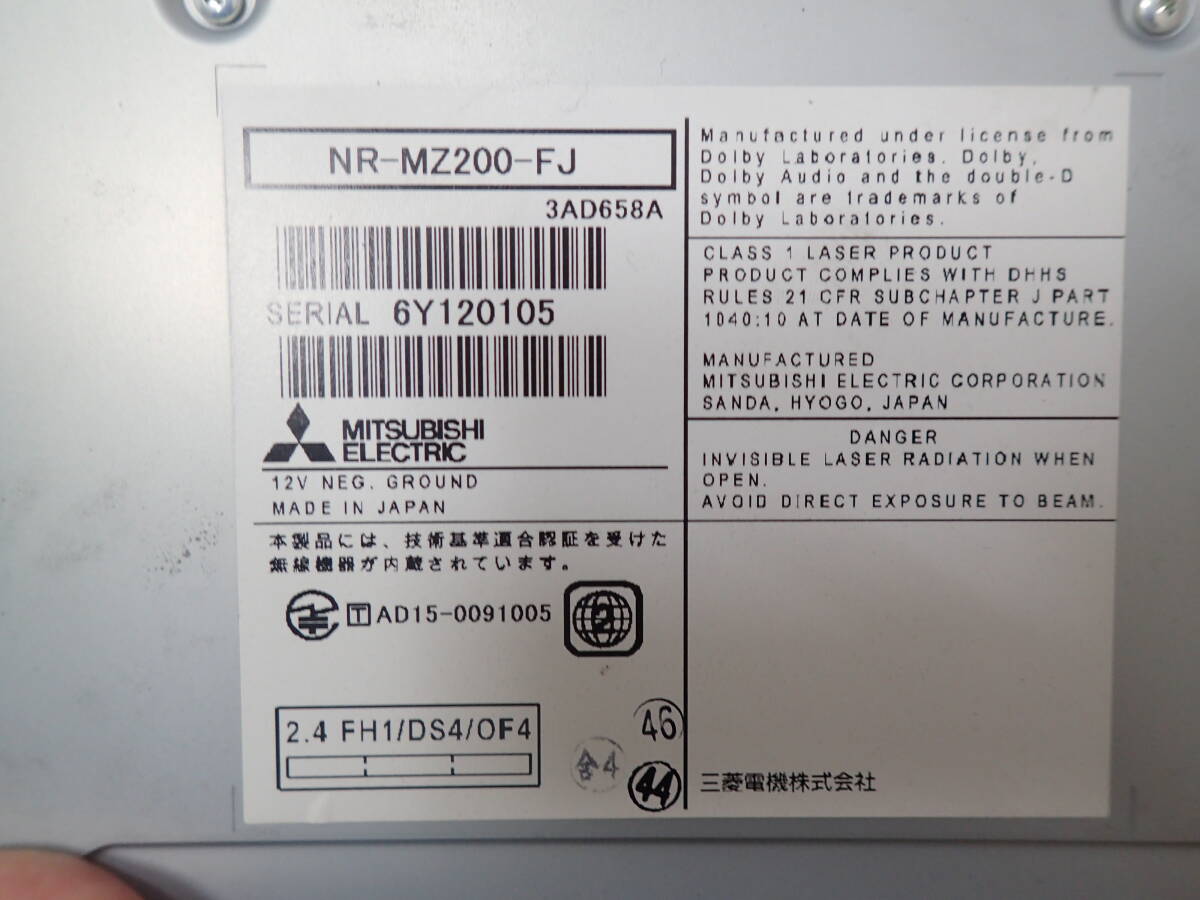 NR-MZ200-FJ
3AD658A
SERIAL 6Y120105
MITSUBISHI
ELECTRIC
12V NEG. GROUND
MADE IN JAPAN
本製品には、技術基準適合認証を受けた
無線機器が内蔵されています。
T AD15-0091005
2
2.4 FH1/DS4/OF4
46
舎4
44
Manufactured under license from
Dolby Laboratories. Dolby,
Dolby Audio and the double-D
symbol are trademarks of
Dolby Laboratories.
CLASS 1 LASER PRODUCT
PRODUCT COMPLIES WITH DHHS
RULES 21 CFR SUBCHAPTER J PART
1040:10 AT DATE OF MANUFACTURE.
MANUFACTURED
MITSUBISHI ELECTRIC CORPORATION
SANDA, HYOGO, JAPAN
DANGER
INVISIBLE LASER RADIATION WHEN
OPEN.
AVOID DIRECT EXPOSURE TO BEAM.
三菱電機株式会社